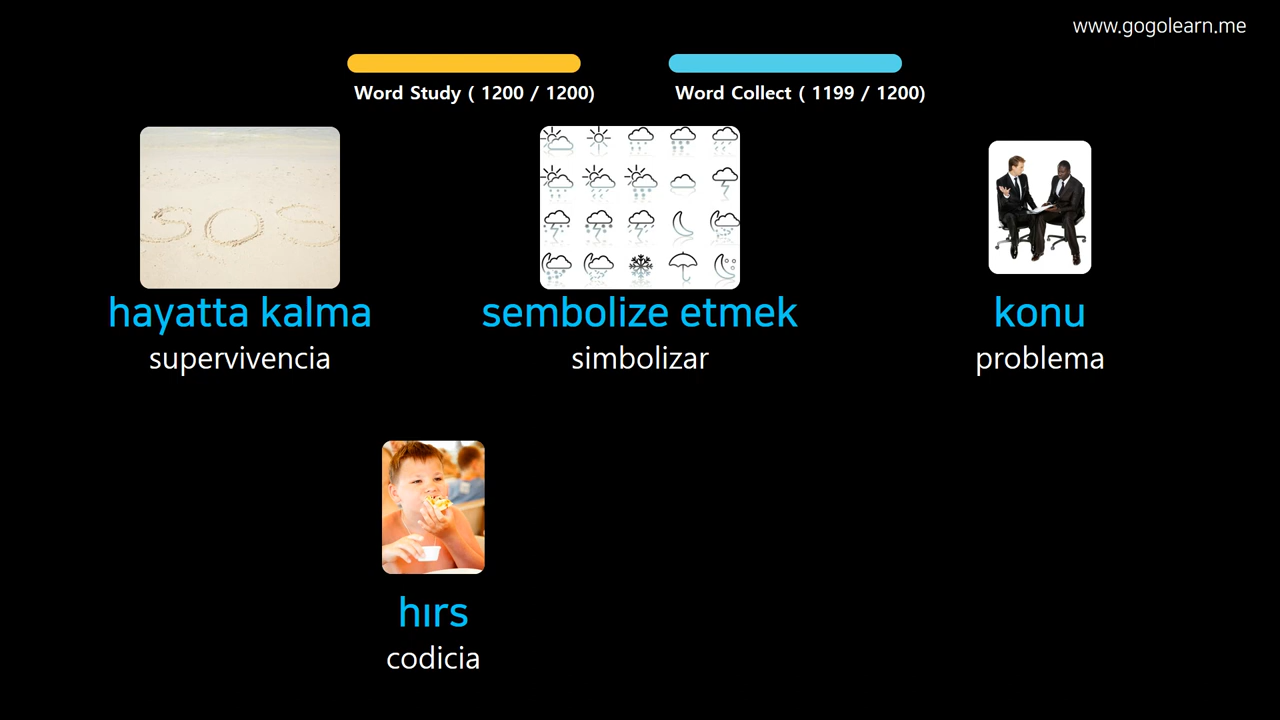 www.gogolearn.me
Word Study ( 1200 / 1200)
Word Collect ( 1199 / 1200)
SOS
hayatta kalma
supervivencia
sembolize etmek
simbolizar
konu
problema
hırs
codicia